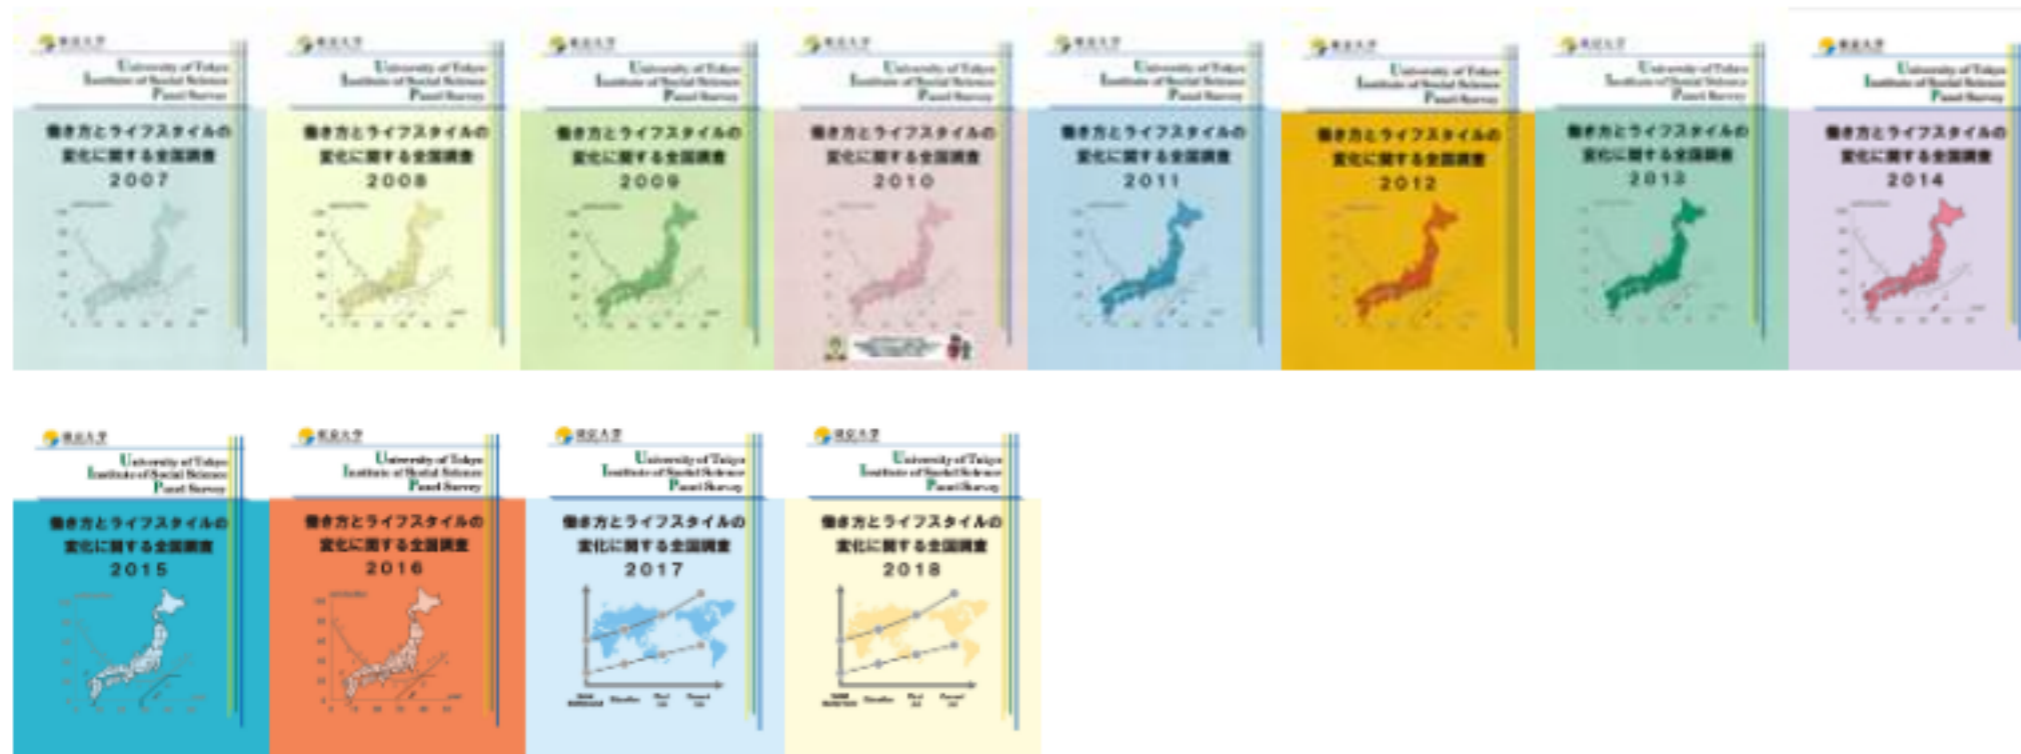 東京大学
University of Tokyo
Institute of Social Science
Panel Survey
働き方とライフスタイルの
変化に関する全国調査
2007
東京大学
University of Tokyo
Institute of Social Science
Panel Survey
働き方とライフスタイルの
変化に関する全国調査
2008
東京大学
University of Tokyo
Institute of Social Science
Panel Survey
働き方とライフスタイルの
変化に関する全国調査
2009
東京大学
University of Tokyo
Institute of Social Science
Panel Survey
働き方とライフスタイルの
変化に関する全国調査
2010
東京大学
University of Tokyo
Institute of Social Science
Panel Survey
働き方とライフスタイルの
変化に関する全国調査
2011
東京大学
University of Tokyo
Institute of Social Science
Panel Survey
働き方とライフスタイルの
変化に関する全国調査
2012
東京大学
University of Tokyo
Institute of Social Science
Panel Survey
働き方とライフスタイルの
変化に関する全国調査
2013
東京大学
University of Tokyo
Institute of Social Science
Panel Survey
働き方とライフスタイルの
変化に関する全国調査
2014
東京大学
University of Tokyo
Institute of Social Science
Panel Survey
働き方とライフスタイルの
変化に関する全国調査
2015
東京大学
University of Tokyo
Institute of Social Science
Panel Survey
働き方とライフスタイルの
変化に関する全国調査
2016
東京大学
University of Tokyo
Institute of Social Science
Panel Survey
働き方とライフスタイルの
変化に関する全国調査
2017
Education
東京大学
University of Tokyo
Institute of Social Science
Panel Survey
働き方とライフスタイルの
変化に関する全国調査
2018
Education